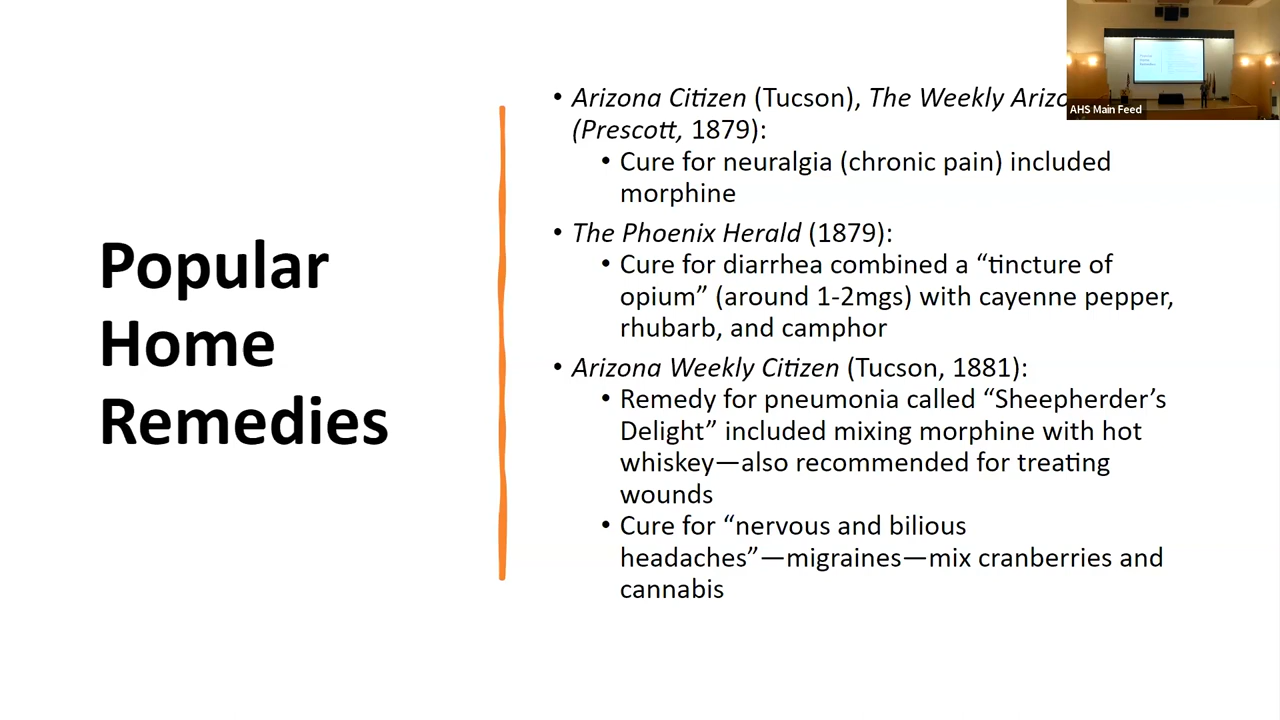 Popular
Home
Remedies
• Arizona Citizen (Tucson), The Weekly
(Prescott, 1879):
• Cure for neuralgia (chronic pain) included
morphine
• The Phoenix Herald (1879):
• Cure for diarrhea combined a “tincture of
opium” (around 1-2mgs) with cayenne pepper,
rhubarb, and camphor
• Arizona Weekly Citizen (Tucson, 1881):
• Remedy for pneumonia called “Sheepherder’s
Delight” included mixing morphine with hot
whiskey—also recommended for treating
wounds
• Cure for “nervous and bilious
headaches”—migraines—mix cranberries and
cannabis
AHS Main Feed